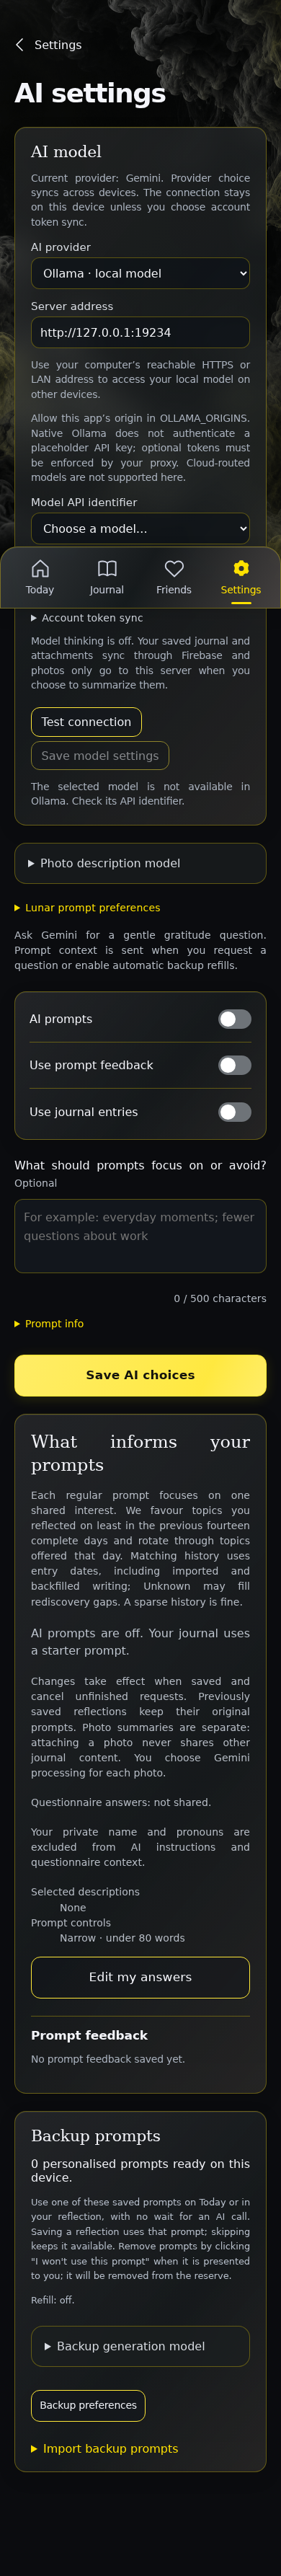 Settings
AI settings
AI model
Current provider: Gemini. Provider choice
syncs across devices. The connection stays
on this device unless you choose account
token sync.
AI provider
Ollama · local model
Server address
http://127.0.0.1:19234
Use your computer’s reachable HTTPS or
LAN address to access your local model on
other devices.
Allow this app’s origin in OLLAMA_ORIGINS.
Native Ollama does not authenticate a
placeholder API key; optional tokens must
be enforced by your proxy. Cloud-routed
models are not supported here.
Model API identifier
Choose a model…
Today
Journal
Friends
Settings
Account token sync
Model thinking is off. Your saved journal and
attachments sync through Firebase and
photos only go to this server when you
choose to summarize them.
Test connection
Save model settings
The selected model is not available in
Ollama. Check its API identifier.
Photo description model
Lunar prompt preferences
Ask Gemini for a gentle gratitude question.
Prompt context is sent when you request a
question or enable automatic backup refills.
AI prompts
Use prompt feedback
Use journal entries
What should prompts focus on or avoid?
Optional
For example: everyday moments; fewer
questions about work
0 / 500 characters
Prompt info
Save AI choices
What informs your
prompts
Each regular prompt focuses on one
shared interest. We favour topics you
reflected on least in the previous fourteen
complete days and rotate through topics
offered that day. Matching history uses
entry dates, including imported and
backfilled writing; Unknown may fill
rediscovery gaps. A sparse history is fine.
AI prompts are off. Your journal uses
a starter prompt.
Changes take effect when saved and
cancel unfinished requests. Previously
saved reflections keep their original
prompts. Photo summaries are separate:
attaching a photo never shares other
journal content. You choose Gemini
processing for each photo.
Questionnaire answers: not shared.
Your private name and pronouns are
excluded from AI instructions and
questionnaire context.
Selected descriptions
None
Prompt controls
Narrow · under 80 words
Edit my answers
Prompt feedback
No prompt feedback saved yet.
Backup prompts
0 personalised prompts ready on this
device.
Use one of these saved prompts on Today or in
your reflection, with no wait for an AI call.
Saving a reflection uses that prompt; skipping
keeps it available. Remove prompts by clicking
"I won't use this prompt" when it is presented
to you; it will be removed from the reserve.
Refill: off.
Backup generation model
Backup preferences
Import backup prompts